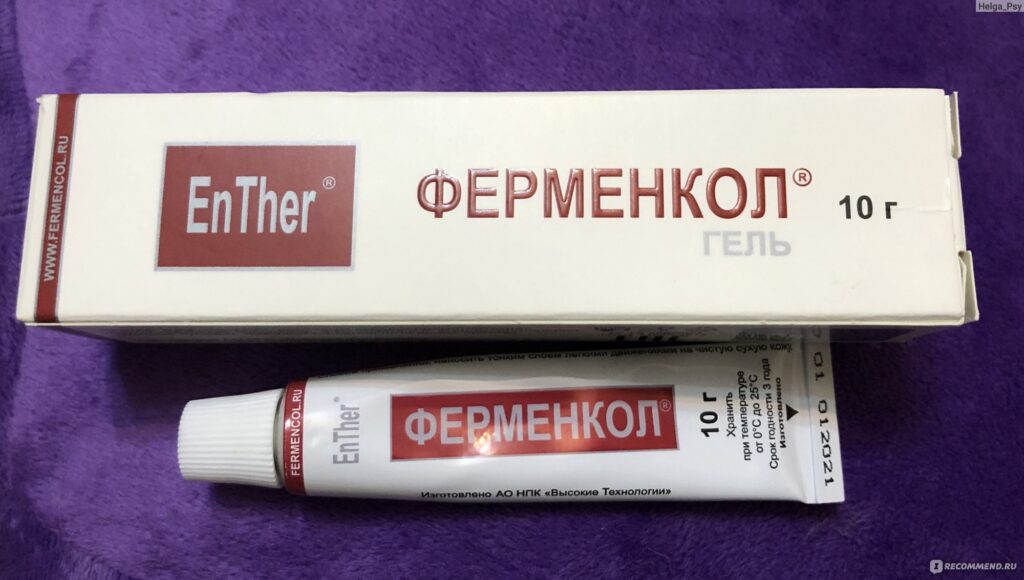 Helga_Psy
WWW.FERMENCOL.RU
EnTher®
ФЕРМЕНКОЛ®
ГЕЛЬ
10 г
наносить тонким слоем легкими движениями на чистую сухую кожу.
FERMENCOL.RU
EnTher®
ФЕРМЕНКОЛ®
10 г
Хранить
при температуре
от 0°С до 25°С
Срок годности 3 года
Изготовлено
01 012021
Изготовлено АО НПК «Высокие Технологии»
I RECOMMEND.RU